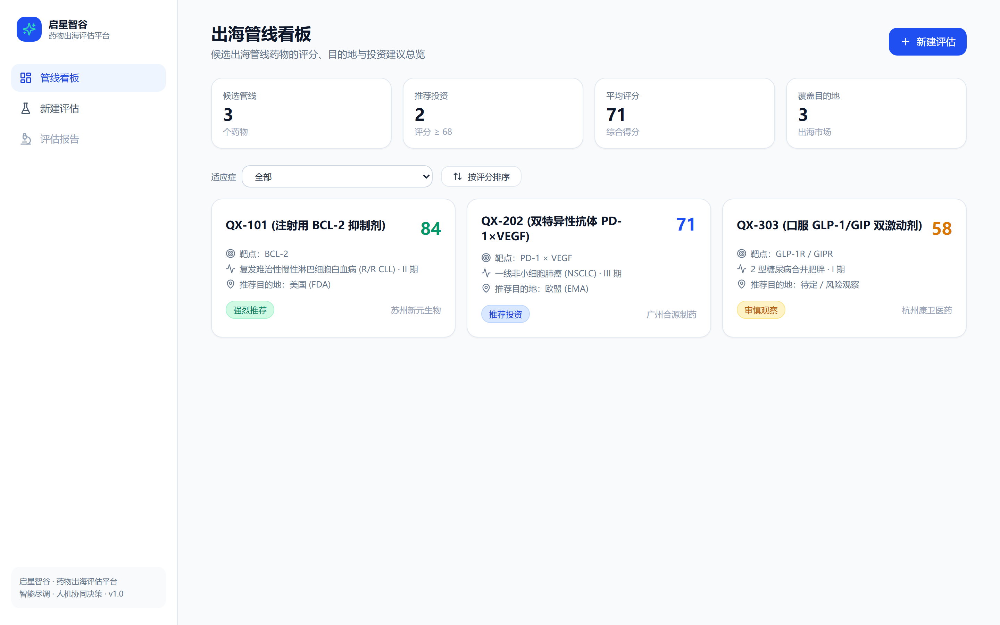 启星智谷
药物出海评估平台
管线看板
新建评估
评估报告
启星智谷 · 药物出海评估平台
智能尽调 · 人机协同决策 · v1.0
出海管线看板
候选出海管线药物的评分、目的地与投资建议总览
新建评估
候选管线
3
个药物
推荐投资
2
评分 ≥ 68
平均评分
71
综合得分
覆盖目的地
3
出海市场
适应症
全部
按评分排序
QX-101 (注射用 BCL-2 抑制剂)
84
靶点：BCL-2
复发难治性慢性淋巴细胞白血病 (R/R CLL) · II 期
推荐目的地：美国 (FDA)
强烈推荐
苏州新元生物
QX-202 (双特异性抗体 PD-
1×VEGF)
71
靶点：PD-1 × VEGF
一线非小细胞肺癌 (NSCLC) · III 期
推荐目的地：欧盟 (EMA)
推荐投资
广州合源制药
QX-303 (口服 GLP-1/GIP 双激动剂)
58
靶点：GLP-1R / GIPR
2 型糖尿病合并肥胖 · I 期
推荐目的地：待定 / 风险观察
审慎观察
杭州康卫医药